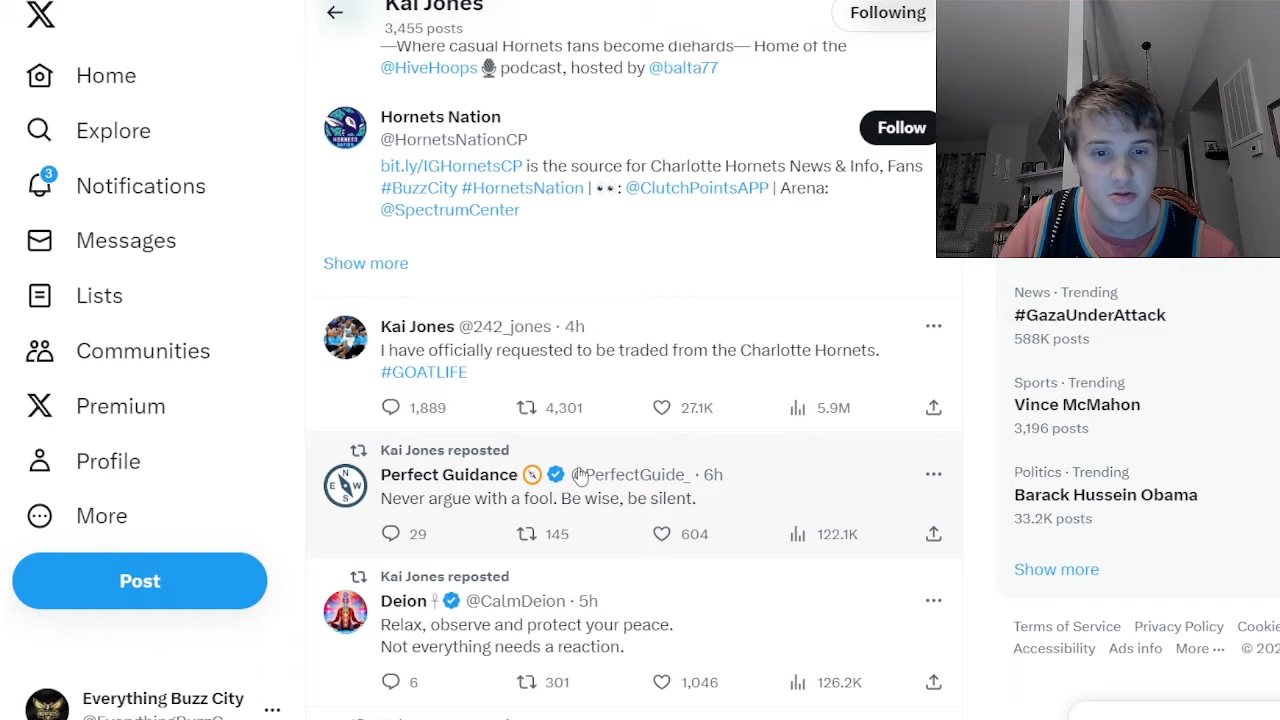 Kai Jones
3,455 posts
Following
—Where casual Hornets fans become diehards— Home of the
@HiveHoops🎙️podcast, hosted by @balta77
Hornets Nation
@HornetsNationCP
Follow
bit.ly/IGHornetsCP is the source for Charlotte Hornets News & Info, Fans
#BuzzCity #HornetsNation | 👀: @ClutchPointsAPP | Arena:
@SpectrumCenter
Show more
Kai Jones @242_jones · 4h
I have officially requested to be traded from the Charlotte Hornets.
#GOATLIFE
1,889 4,301 27.1K 5.9M
Kai Jones reposted
Perfect Guidance 🧭 @PerfectGuide_ · 6h
Never argue with a fool. Be wise, be silent.
29 145 604 122.1K
Kai Jones reposted
Deion @CalmDeion · 5h
Relax, observe and protect your peace.
Not everything needs a reaction.
6 301 1,046 126.2K
X
Home
Explore
3
Notifications
Messages
Lists
Communities
Premium
Profile
More
Post
Everything Buzz City
News · Trending
#GazaUnderAttack
588K posts
Sports · Trending
Vince McMahon
3,196 posts
Politics · Trending
Barack Hussein Obama
33.2K posts
Show more
Terms of Service Privacy Policy Cookie
Accessibility Ads info More ··· © 202